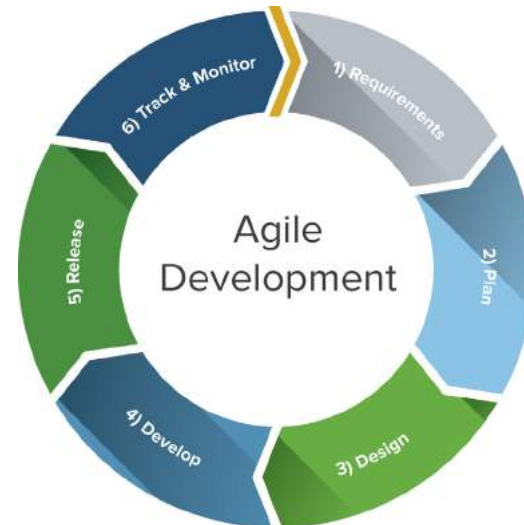 Agile
Development
1) Requirements
2) Plan
3) Design
4) Develop
5) Release
6) Track & Monitor